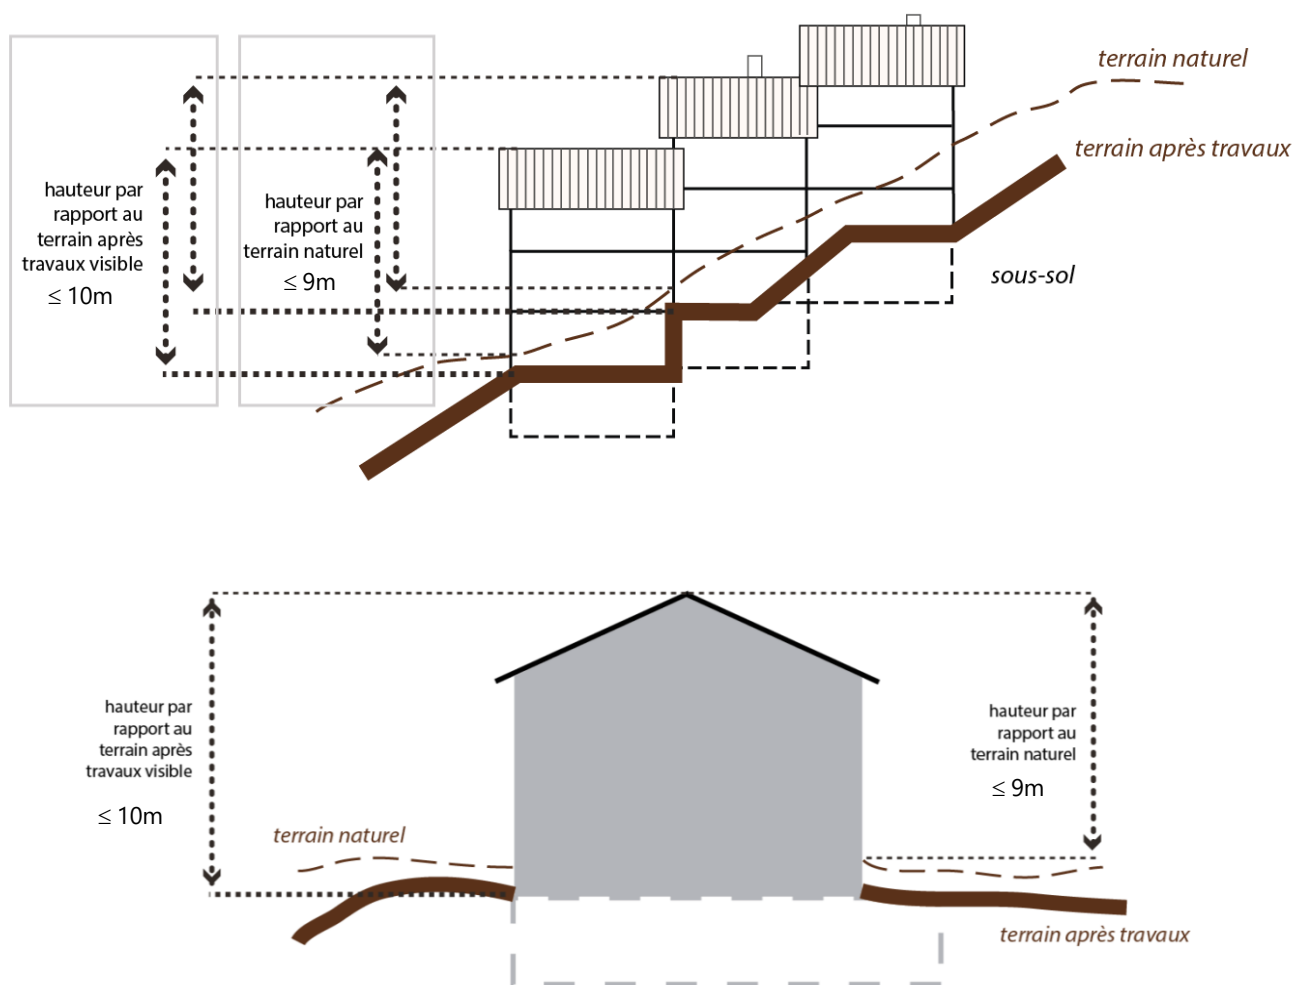 terrain naturel
terrain après travaux
hauteur par
rapport au
terrain après
travaux visible
≤ 10m
hauteur par
rapport au
terrain naturel
≤ 9m
sous-sol
hauteur par
rapport au
terrain après
travaux visible
≤ 10m
hauteur par
rapport au
terrain naturel
≤ 9m
terrain naturel
terrain après travaux